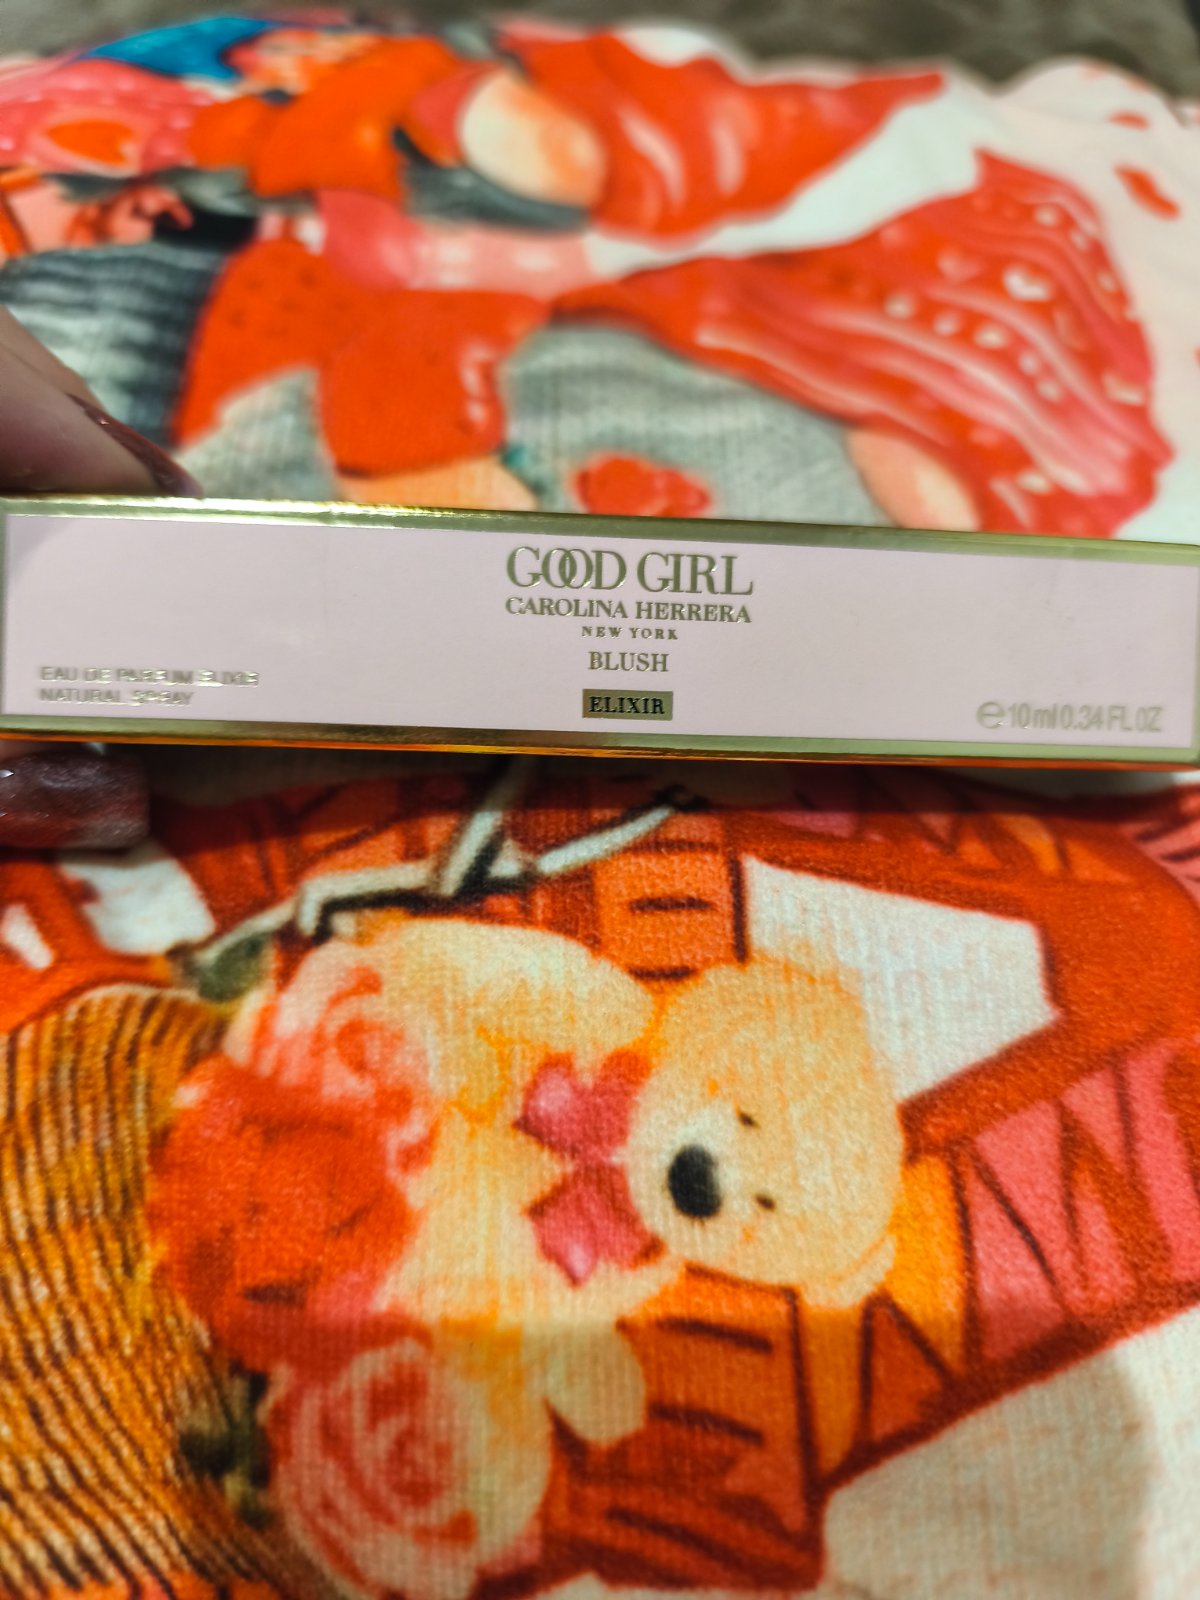 GOOD GIRL
CAROLINA HERRERA
NEW YORK
BLUSH
ELIXIR
EAU DE PARFUM ELIXIR
NATURAL SPRAY
℮10ml 0.34 FL OZ